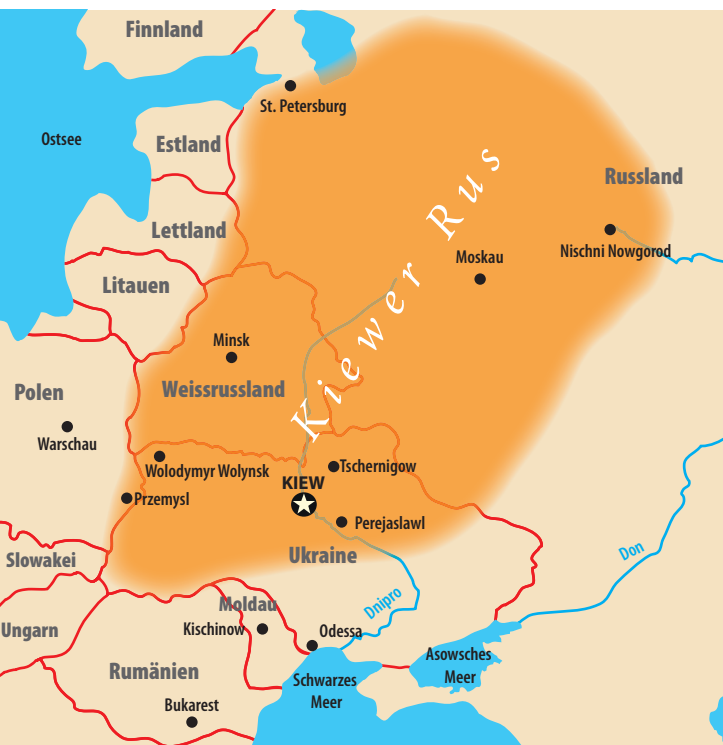 Finnland
St. Petersburg
Ostsee
Estland
Russland
Lettland
Nischni Nowgorod
Moskau
Litauen
Kiewer Rus
Minsk
Weissrussland
Polen
Warschau
Wolodymyr Wolynsk
Tschernigow
KIEW
Przemysl
Perejaslawl
Ukraine
Slowakei
Don
Dnipro
Moldau
Ungarn
Kischinow
Odessa
Asowsches
Meer
Rumänien
Schwarzes
Meer
Bukarest